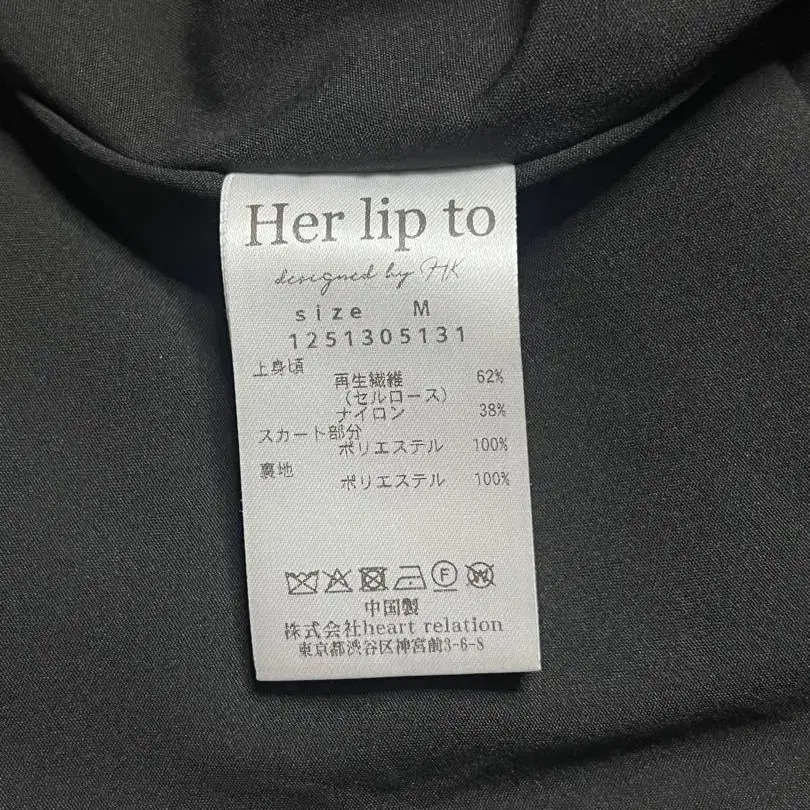 Her lip to
designed by HK
size M
1251305131
上身頃
再生繊維 62%
(セルロース)
ナイロン 38%
スカート部分
ポリエステル 100%
裏地
ポリエステル 100%
F
W
中国製
株式会社heart relation
東京都渋谷区神宮前3-6-8